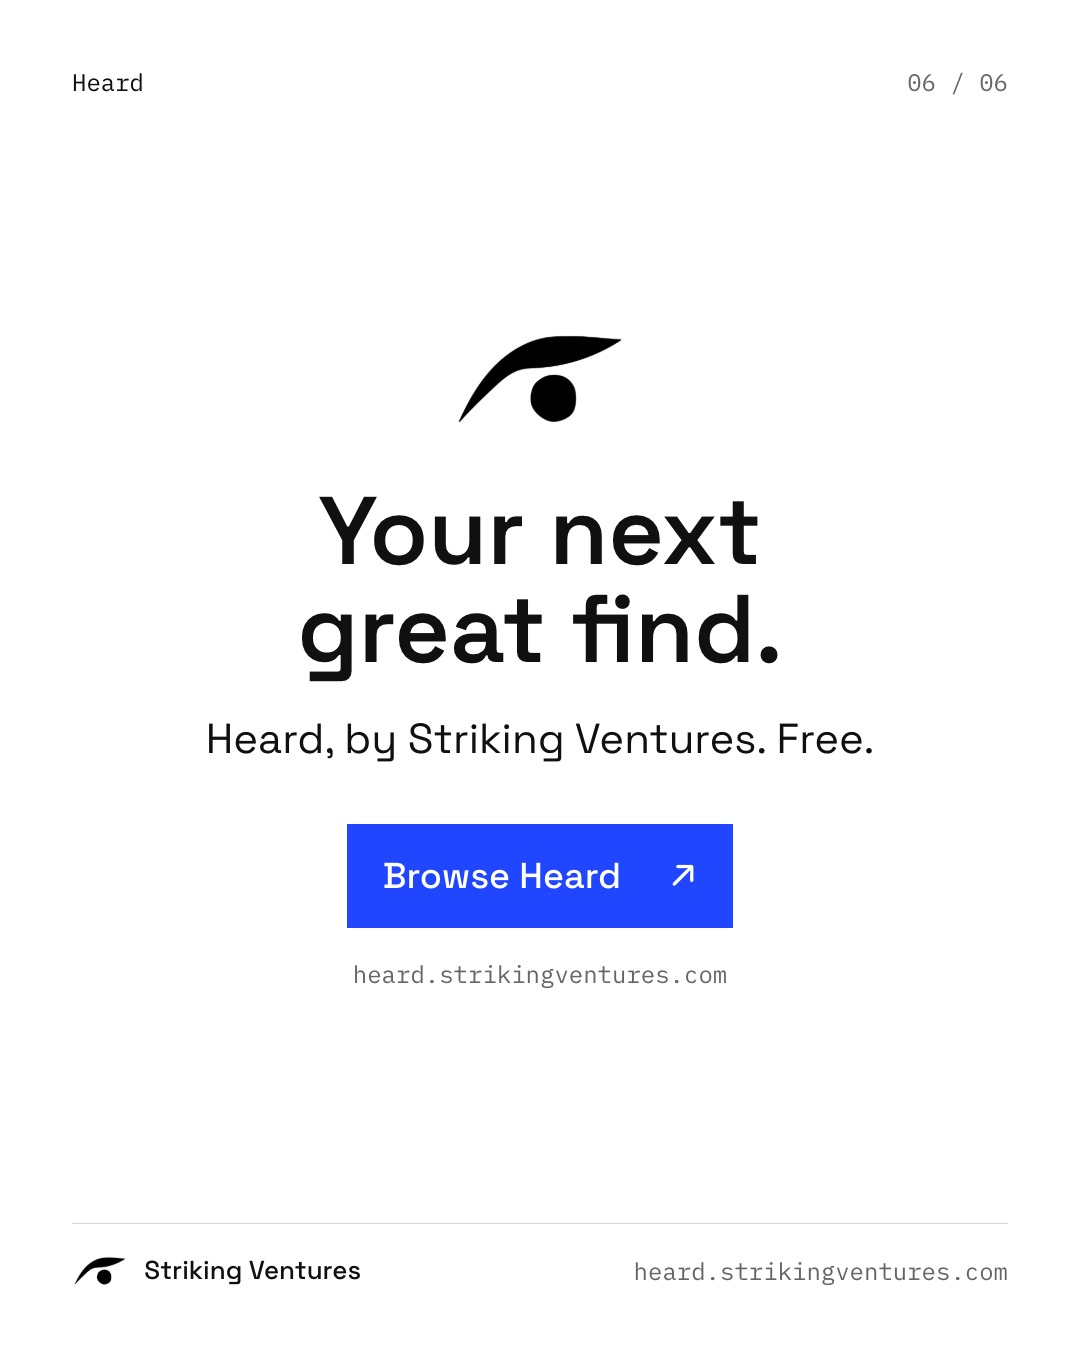 Heard
06 / 06
Your next
great find.
Heard, by Striking Ventures. Free.
Browse Heard
heard.strikingventures.com
Striking Ventures
heard.strikingventures.com